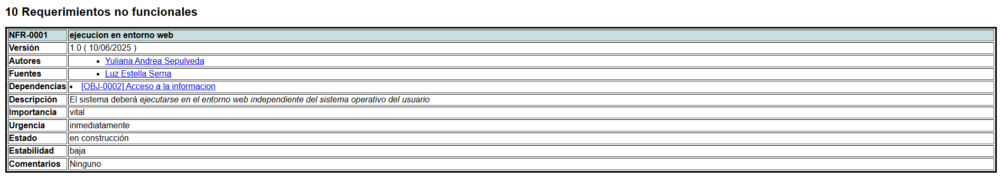 10 Requerimientos no funcionales
NFR-0001 ejecucion en entorno web
Versión 1.0 ( 10/06/2025 )
Autores • Yuliana Andrea Sepulveda
Fuentes • Luz Estella Serna
Dependencias • [OBJ-0002] Acceso a la informacion
Descripción El sistema deberá ejecutarse en el entorno web independiente del sistema operativo del usuario
Importancia vital
Urgencia inmediatamente
Estado en construcción
Estabilidad baja
Comentarios Ninguno